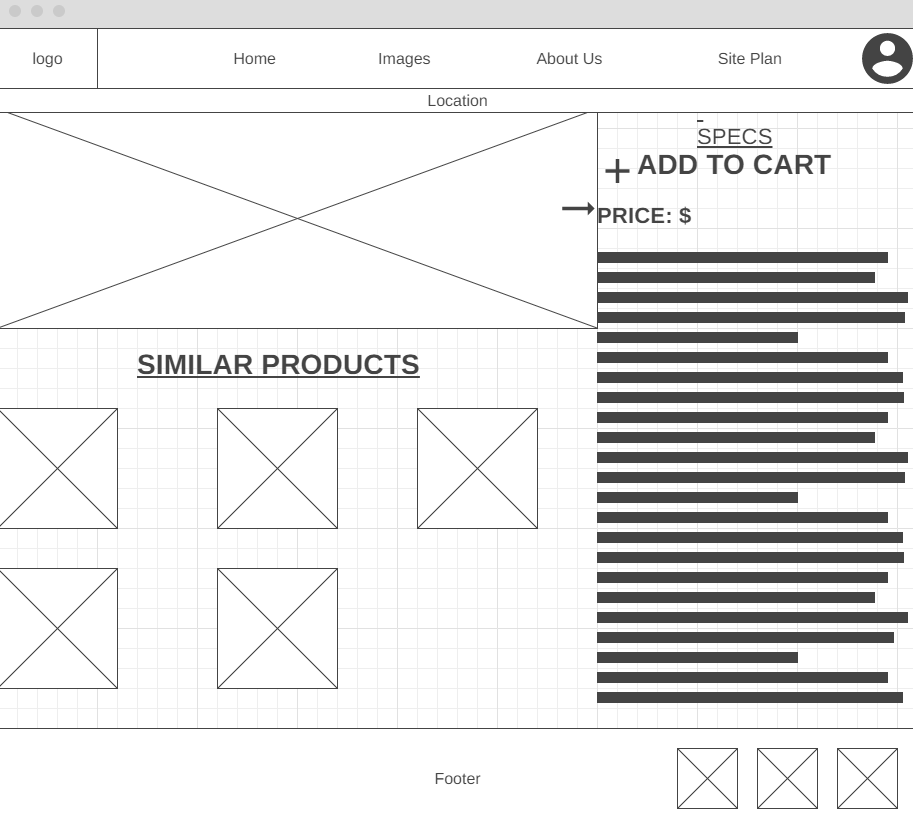 logo
Home
Images
About Us
Site Plan
Location
SPECS
+ ADD TO CART
PRICE: $
SIMILAR PRODUCTS
Footer